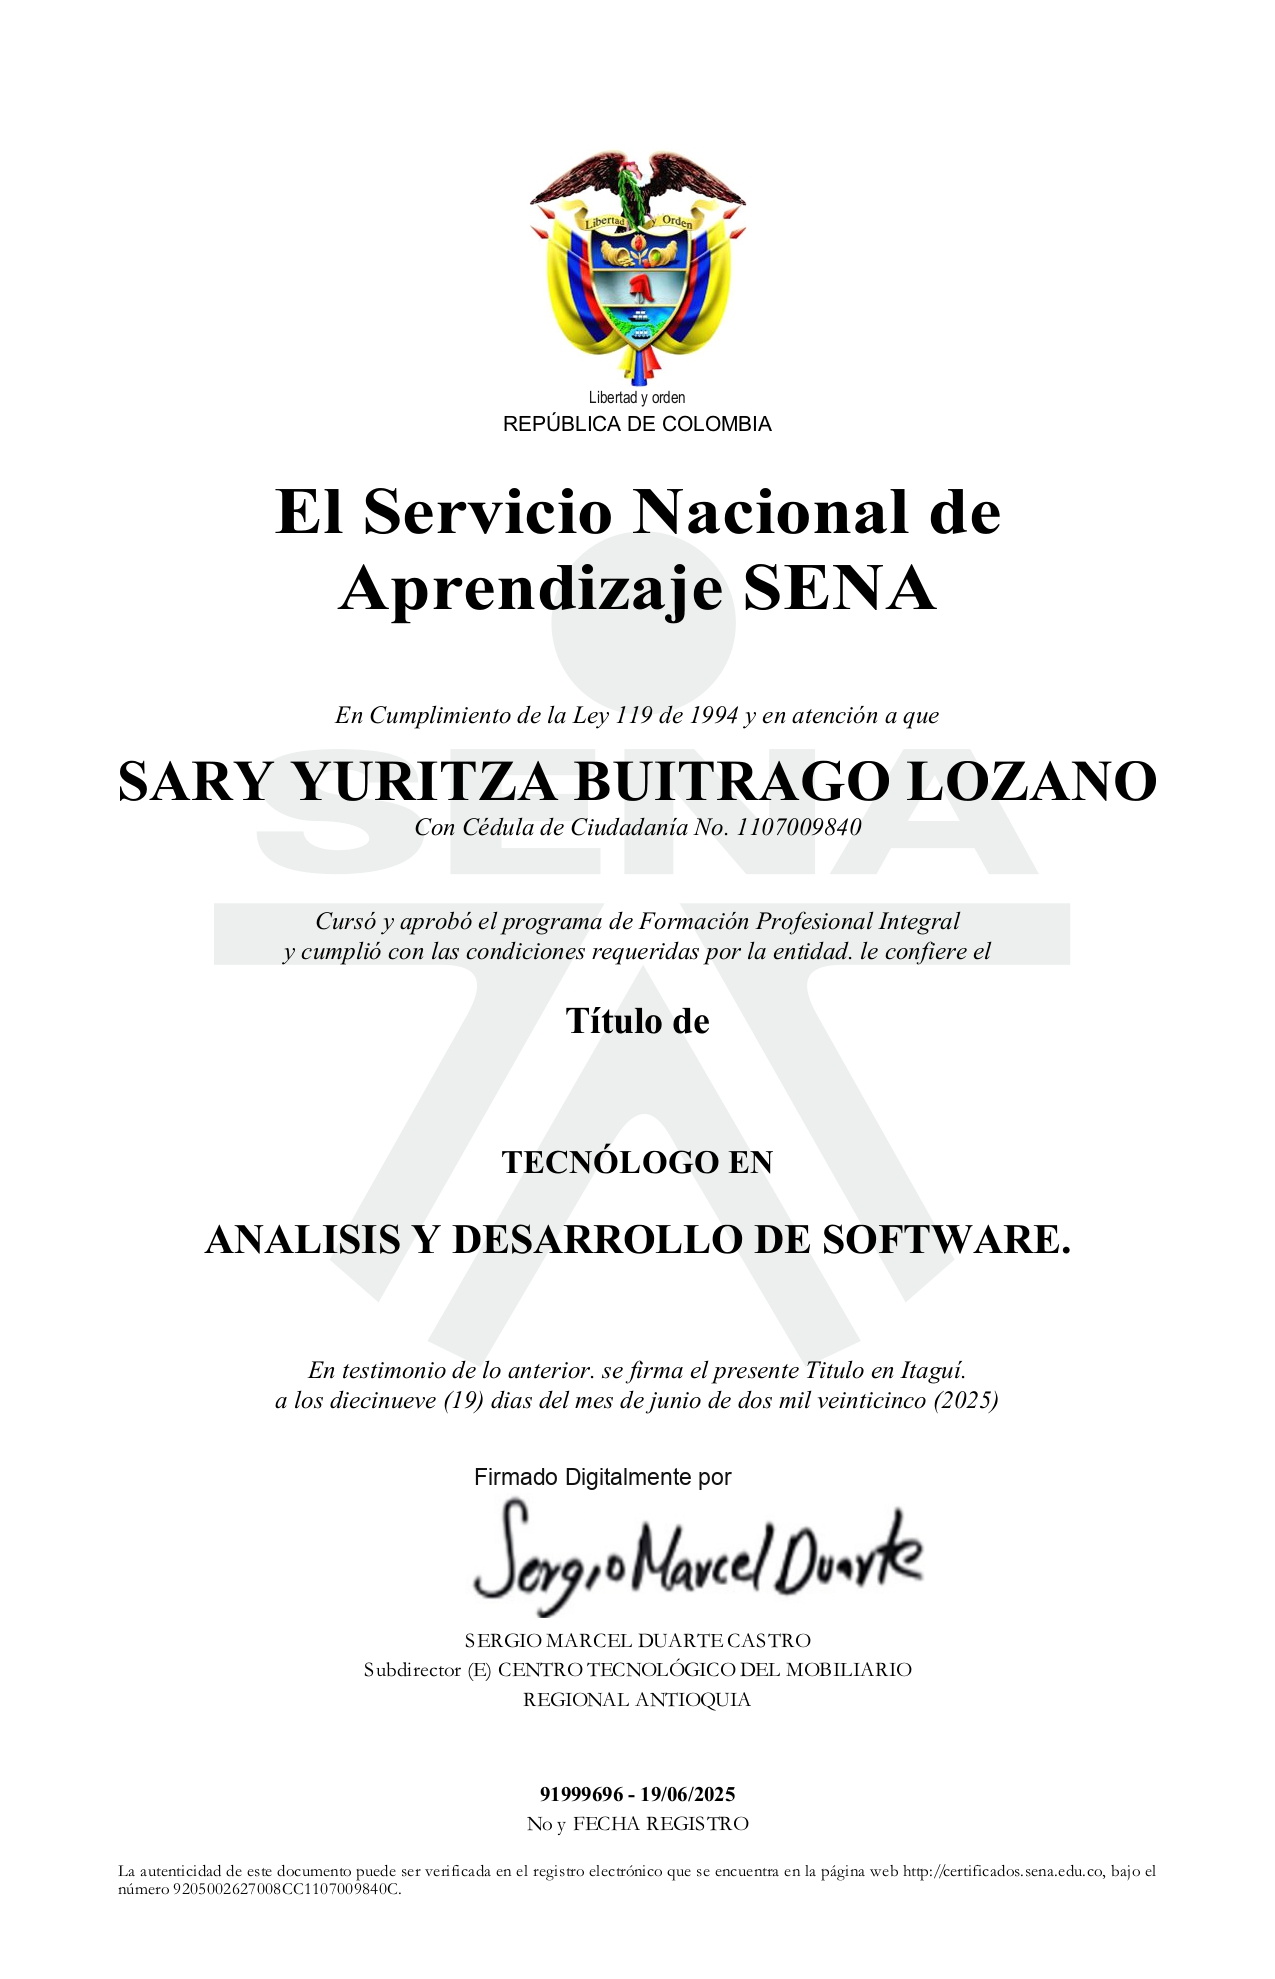 Libertad y Orden
Libertad y orden
REPÚBLICA DE COLOMBIA
El Servicio Nacional de
Aprendizaje SENA
En Cumplimiento de la Ley 119 de 1994 y en atención a que
SENA
SARY YURITZA BUITRAGO LOZANO
Con Cédula de Ciudadanía No. 1107009840
Cursó y aprobó el programa de Formación Profesional Integral
y cumplió con las condiciones requeridas por la entidad. le confiere el
Título de
TECNÓLOGO EN
ANALISIS Y DESARROLLO DE SOFTWARE.
En testimonio de lo anterior. se firma el presente Titulo en Itaguí.
a los diecinueve (19) dias del mes de junio de dos mil veinticinco (2025)
Firmado Digitalmente por
Sergio Marcel Duarte
SERGIO MARCEL DUARTE CASTRO
Subdirector (E) CENTRO TECNOLÓGICO DEL MOBILIARIO
REGIONAL ANTIOQUIA
91999696 - 19/06/2025
No y FECHA REGISTRO
La autenticidad de este documento puede ser verificada en el registro electrónico que se encuentra en la página web http://certificados.sena.edu.co, bajo el
número 9205002627008CC1107009840C.